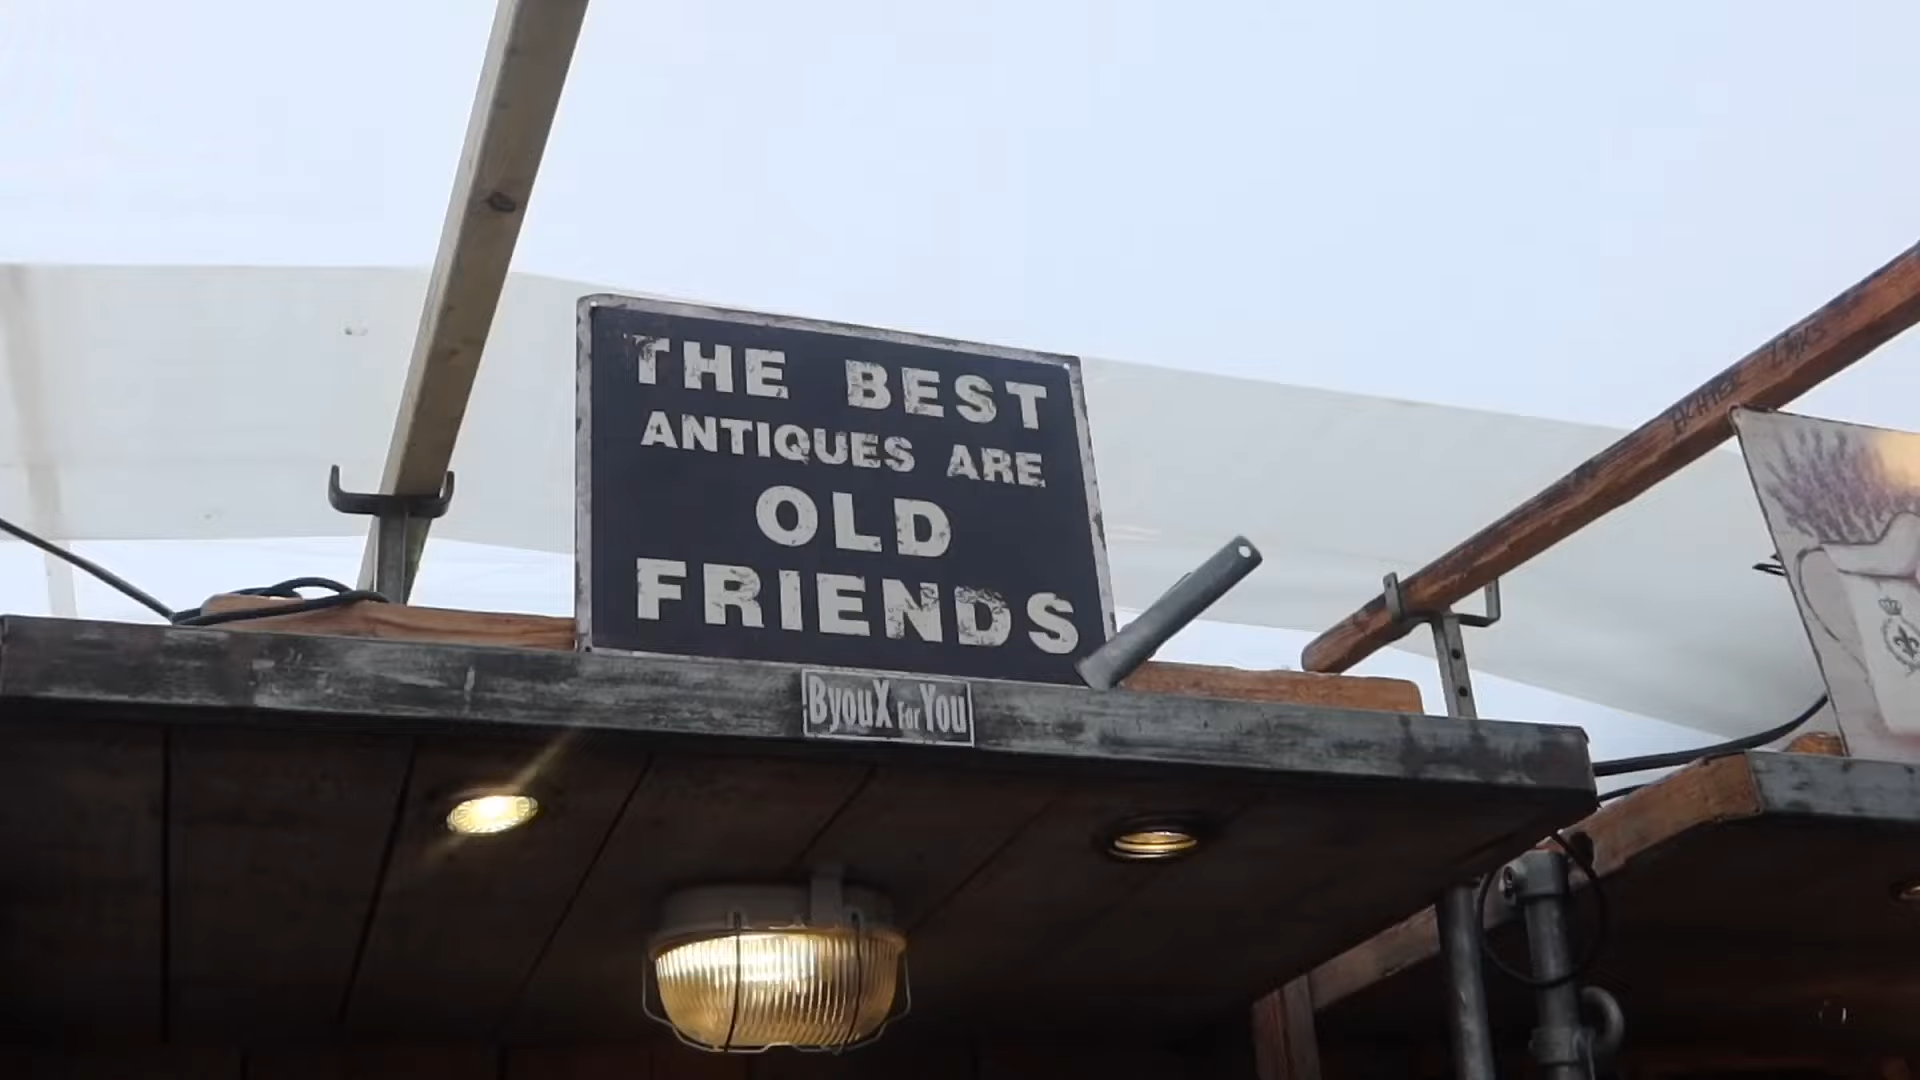 THE BEST
ANTIQUES ARE
OLD
FRIENDS
ByouX For You